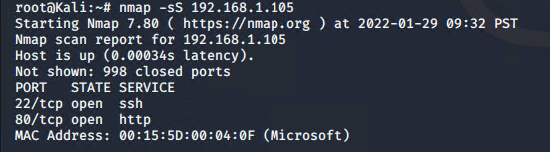 root@Kali:~# nmap -sS 192.168.1.105
Starting Nmap 7.80 ( https://nmap.org ) at 2022-01-29 09:32 PST
Nmap scan report for 192.168.1.105
Host is up (0.00034s latency).
Not shown: 998 closed ports
PORT   STATE SERVICE
22/tcp open  ssh
80/tcp open  http
MAC Address: 00:15:5D:00:04:0F (Microsoft)